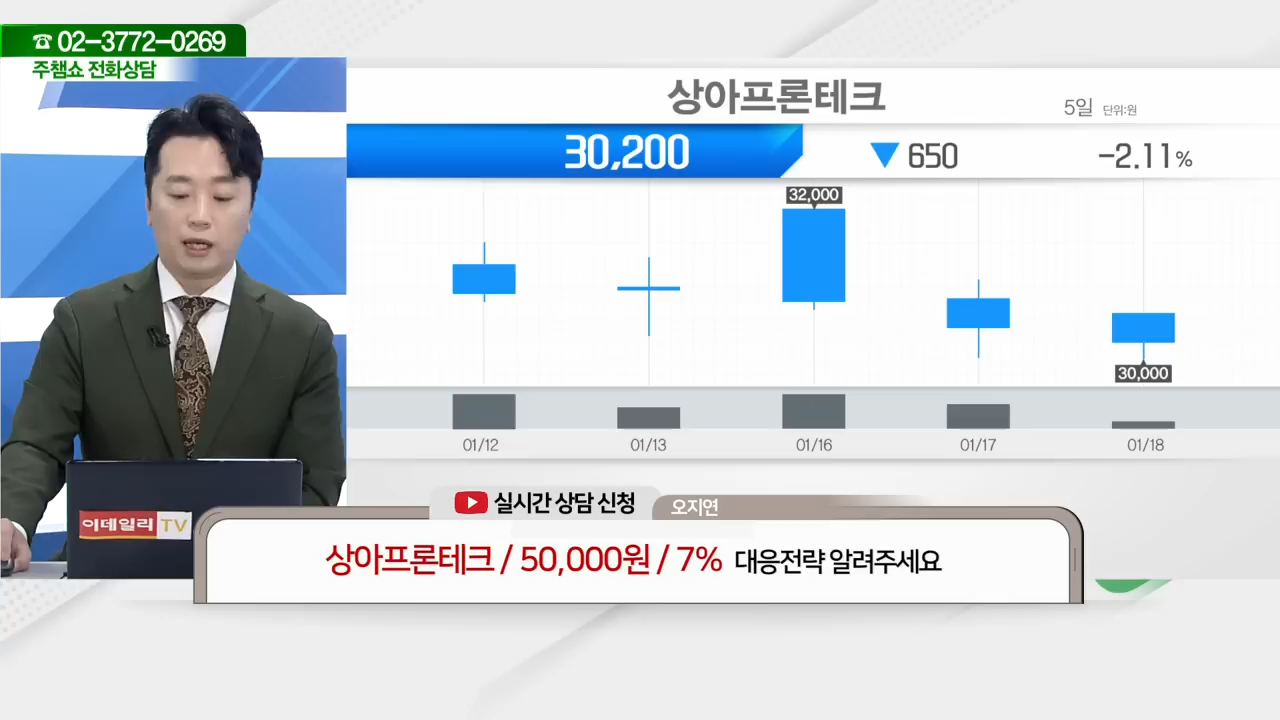 ☎ 02-3772-0269
주챔쇼 전화상담
상아프론테크
5일 단위:원
30,200 ▼ 650 -2.11%
32,000
30,000
01/12 01/13 01/16 01/17 01/18
이데일리 TV
실시간 상담 신청 오지연
상아프론테크 / 50,000원 / 7% 대응전략 알려주세요